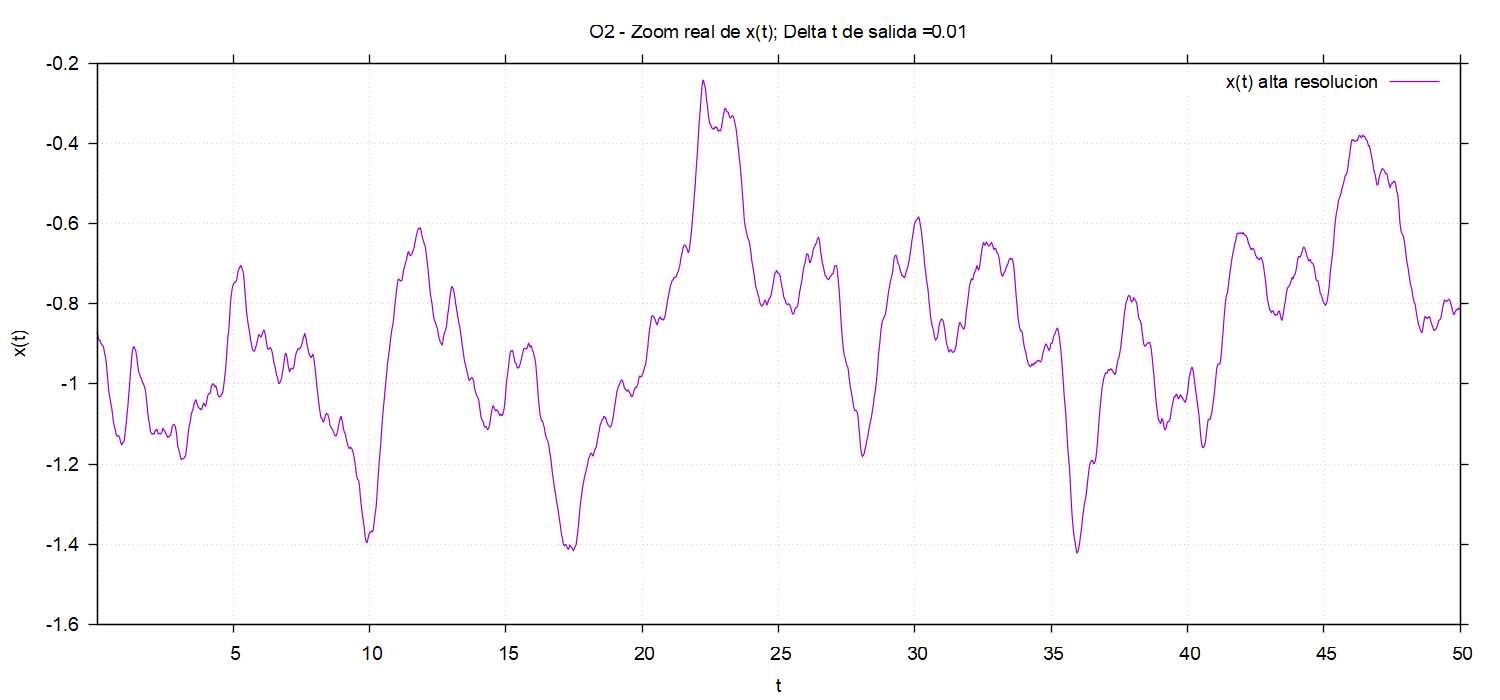 O2 - Zoom real de x(t); Delta t de salida =0.01
x(t) alta resolucion
-0.2
-0.4
-0.6
-0.8
-1
-1.2
-1.4
-1.6
x(t)
5 10 15 20 25 30 35 40 45 50
t